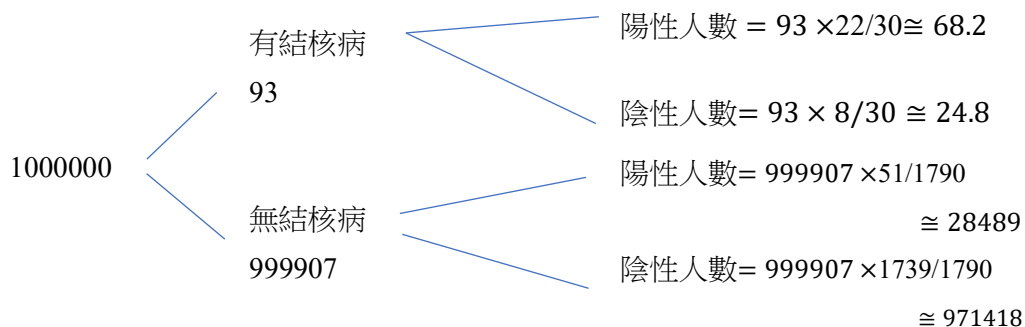 1000000
有結核病
93
陽性人數 = 93 ×22/30≅ 68.2
陰性人數= 93 × 8/30 ≅ 24.8
無結核病
999907
陽性人數= 999907 ×51/1790
≅ 28489
陰性人數= 999907 ×1739/1790
≅ 971418